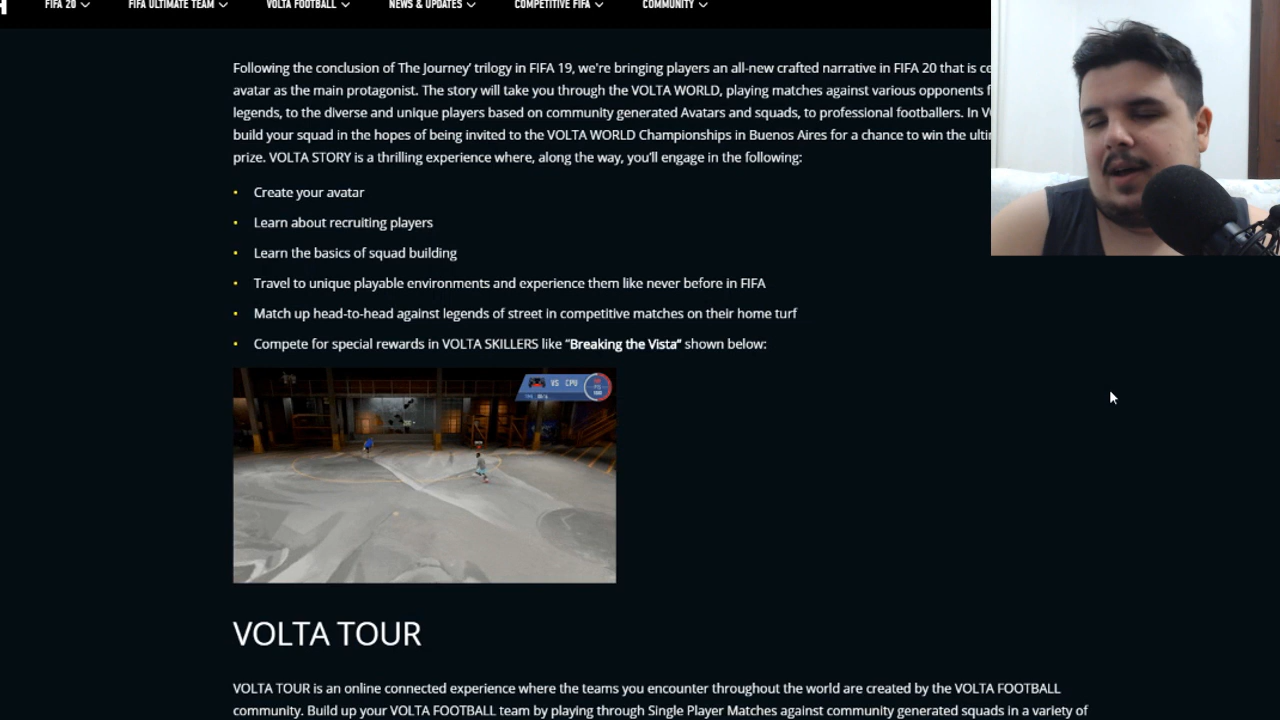 FIFA 20
FIFA ULTIMATE TEAM
VOLTA FOOTBALL
NEWS & UPDATES
COMPETITIVE FIFA
COMMUNITY
Following the conclusion of The Journey’ trilogy in FIFA 19, we're bringing players an all-new crafted narrative in FIFA 20 that is ce
avatar as the main protagonist. The story will take you through the VOLTA WORLD, playing matches against various opponents f
legends, to the diverse and unique players based on community generated Avatars and squads, to professional footballers. In V
build your squad in the hopes of being invited to the VOLTA WORLD Championships in Buenos Aires for a chance to win the ultim
prize. VOLTA STORY is a thrilling experience where, along the way, you’ll engage in the following:
• Create your avatar
• Learn about recruiting players
• Learn the basics of squad building
• Travel to unique playable environments and experience them like never before in FIFA
• Match up head-to-head against legends of street in competitive matches on their home turf
• Compete for special rewards in VOLTA SKILLERS like “Breaking the Vista“ shown below:
VS CPU
VOLTA TOUR
VOLTA TOUR is an online connected experience where the teams you encounter throughout the world are created by the VOLTA FOOTBALL
community. Build up your VOLTA FOOTBALL team by playing through Single Player Matches against community generated squads in a variety of